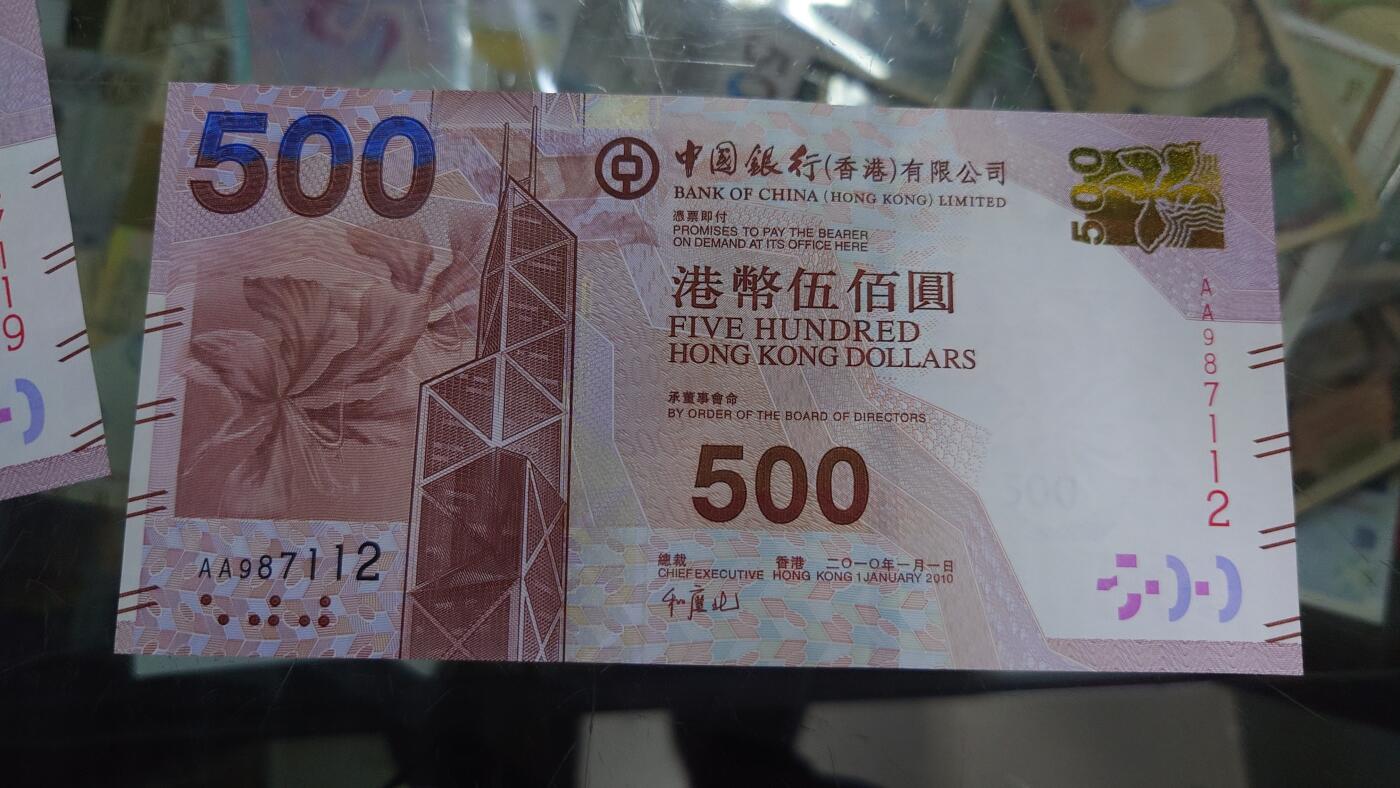 500
中國銀行(香港)有限公司
BANK OF CHINA (HONG KONG) LIMITED
憑票即付
PROMISES TO PAY THE BEARER
ON DEMAND AT ITS OFFICE HERE
港幣伍佰圓
FIVE HUNDRED
HONG KONG DOLLARS
承董事會命
BY ORDER OF THE BOARD OF DIRECTORS
500
總裁 香港 二〇一〇年一月一日
CHIEF EXECUTIVE HONG KONG 1 JANUARY 2010
AA987112
500
AA987112
500
119